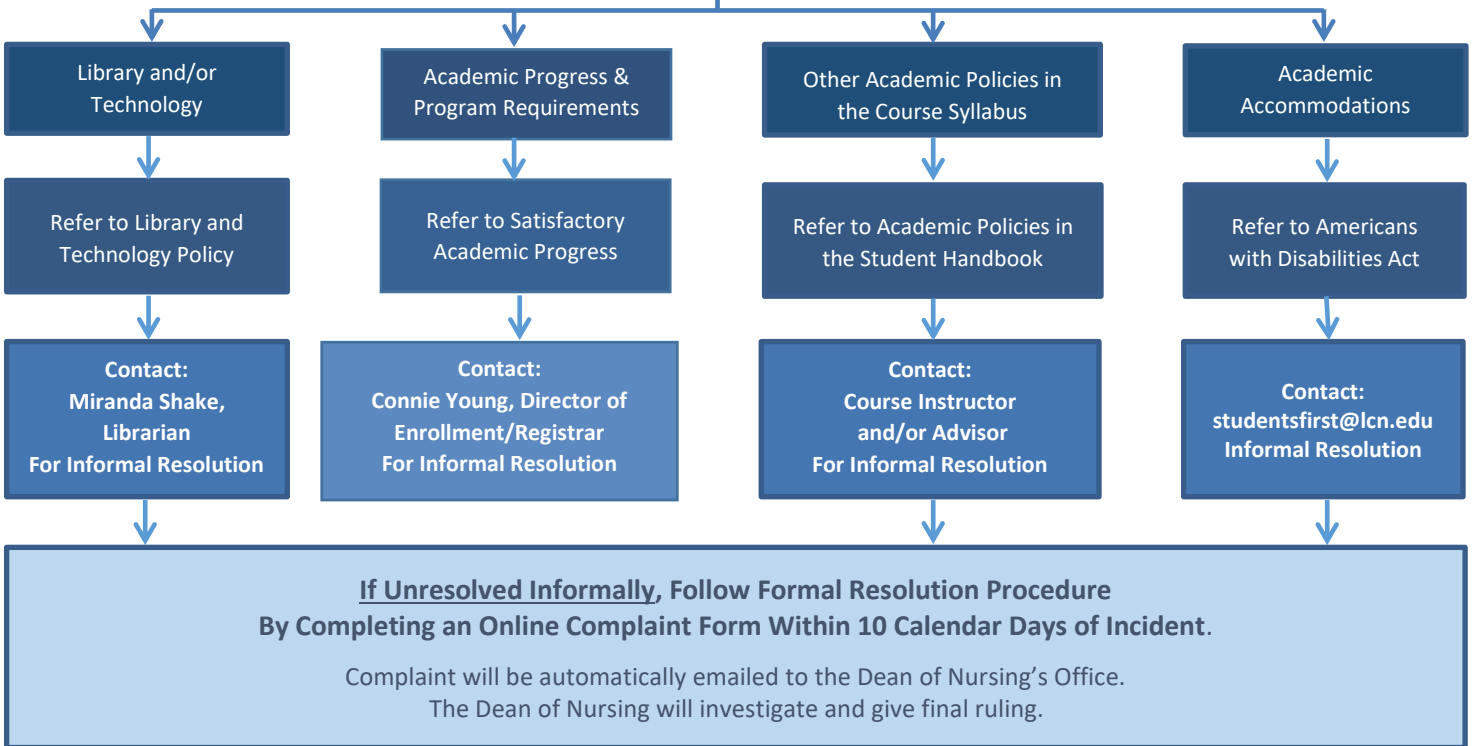 Library and/or
Technology
Academic Progress &
Program Requirements
Other Academic Policies in
the Course Syllabus
Academic
Accommodations
Refer to Library and
Technology Policy
Refer to Satisfactory
Academic Progress
Refer to Academic Policies in
the Student Handbook
Refer to Americans
with Disabilities Act
Contact:
Miranda Shake,
Librarian
For Informal Resolution
Contact:
Connie Young, Director of
Enrollment/Registrar
For Informal Resolution
Contact:
Course Instructor
and/or Advisor
For Informal Resolution
Contact:
studentsfirst@lcn.edu
Informal Resolution
If Unresolved Informally, Follow Formal Resolution Procedure
By Completing an Online Complaint Form Within 10 Calendar Days of Incident.
Complaint will be automatically emailed to the Dean of Nursing’s Office.
The Dean of Nursing will investigate and give final ruling.